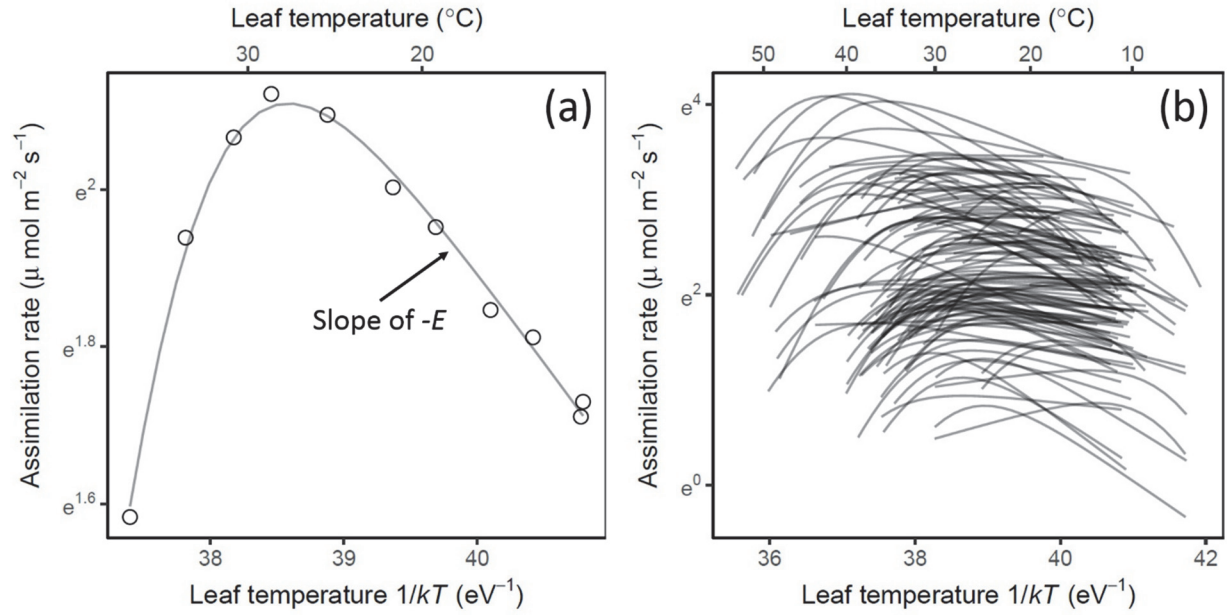 Leaf temperature (°C)
30 20
(a)
Assimilation rate (μ mol m⁻² s⁻¹)
e²
e^1.8
e^1.6
Slope of -E
38 39 40
Leaf temperature 1/kT (eV⁻¹)
Leaf temperature (°C)
50 40 30 20 10
(b)
Assimilation rate (μ mol m⁻² s⁻¹)
e⁴
e²
e⁰
36 38 40 42
Leaf temperature 1/kT (eV⁻¹)